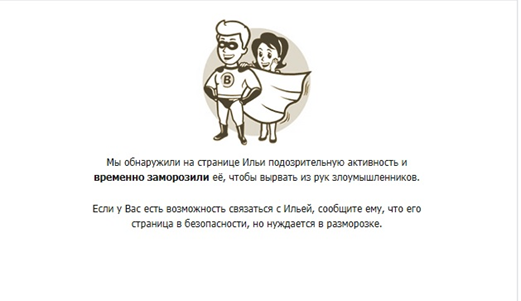 В
Мы обнаружили на странице Ильи подозрительную активность и
временно заморозили её, чтобы вырвать из рук злоумышленников.
Если у Вас есть возможность связаться с Ильей, сообщите ему, что его
страница в безопасности, но нуждается в разморозке.